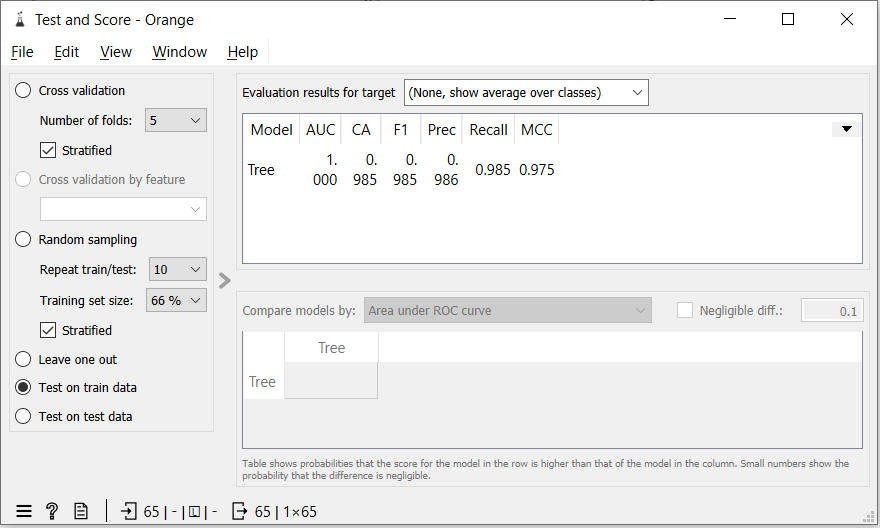 Test and Score - Orange
File Edit View Window Help
Cross validation
Number of folds: 5
Stratified
Cross validation by feature
Random sampling
Repeat train/test: 10
Training set size: 66 %
Stratified
Leave one out
Test on train data
Test on test data
Evaluation results for target (None, show average over classes)
Model AUC CA F1 Prec Recall MCC
Tree 1.000 0.985 0.985 0.986 0.985 0.975
Compare models by: Area under ROC curve Negligible diff.: 0.1
Tree
Tree
Table shows probabilities that the score for the model in the row is higher than that of the model in the column. Small numbers show the
probability that the difference is negligible.
65 | - | | - 65 | 1×65